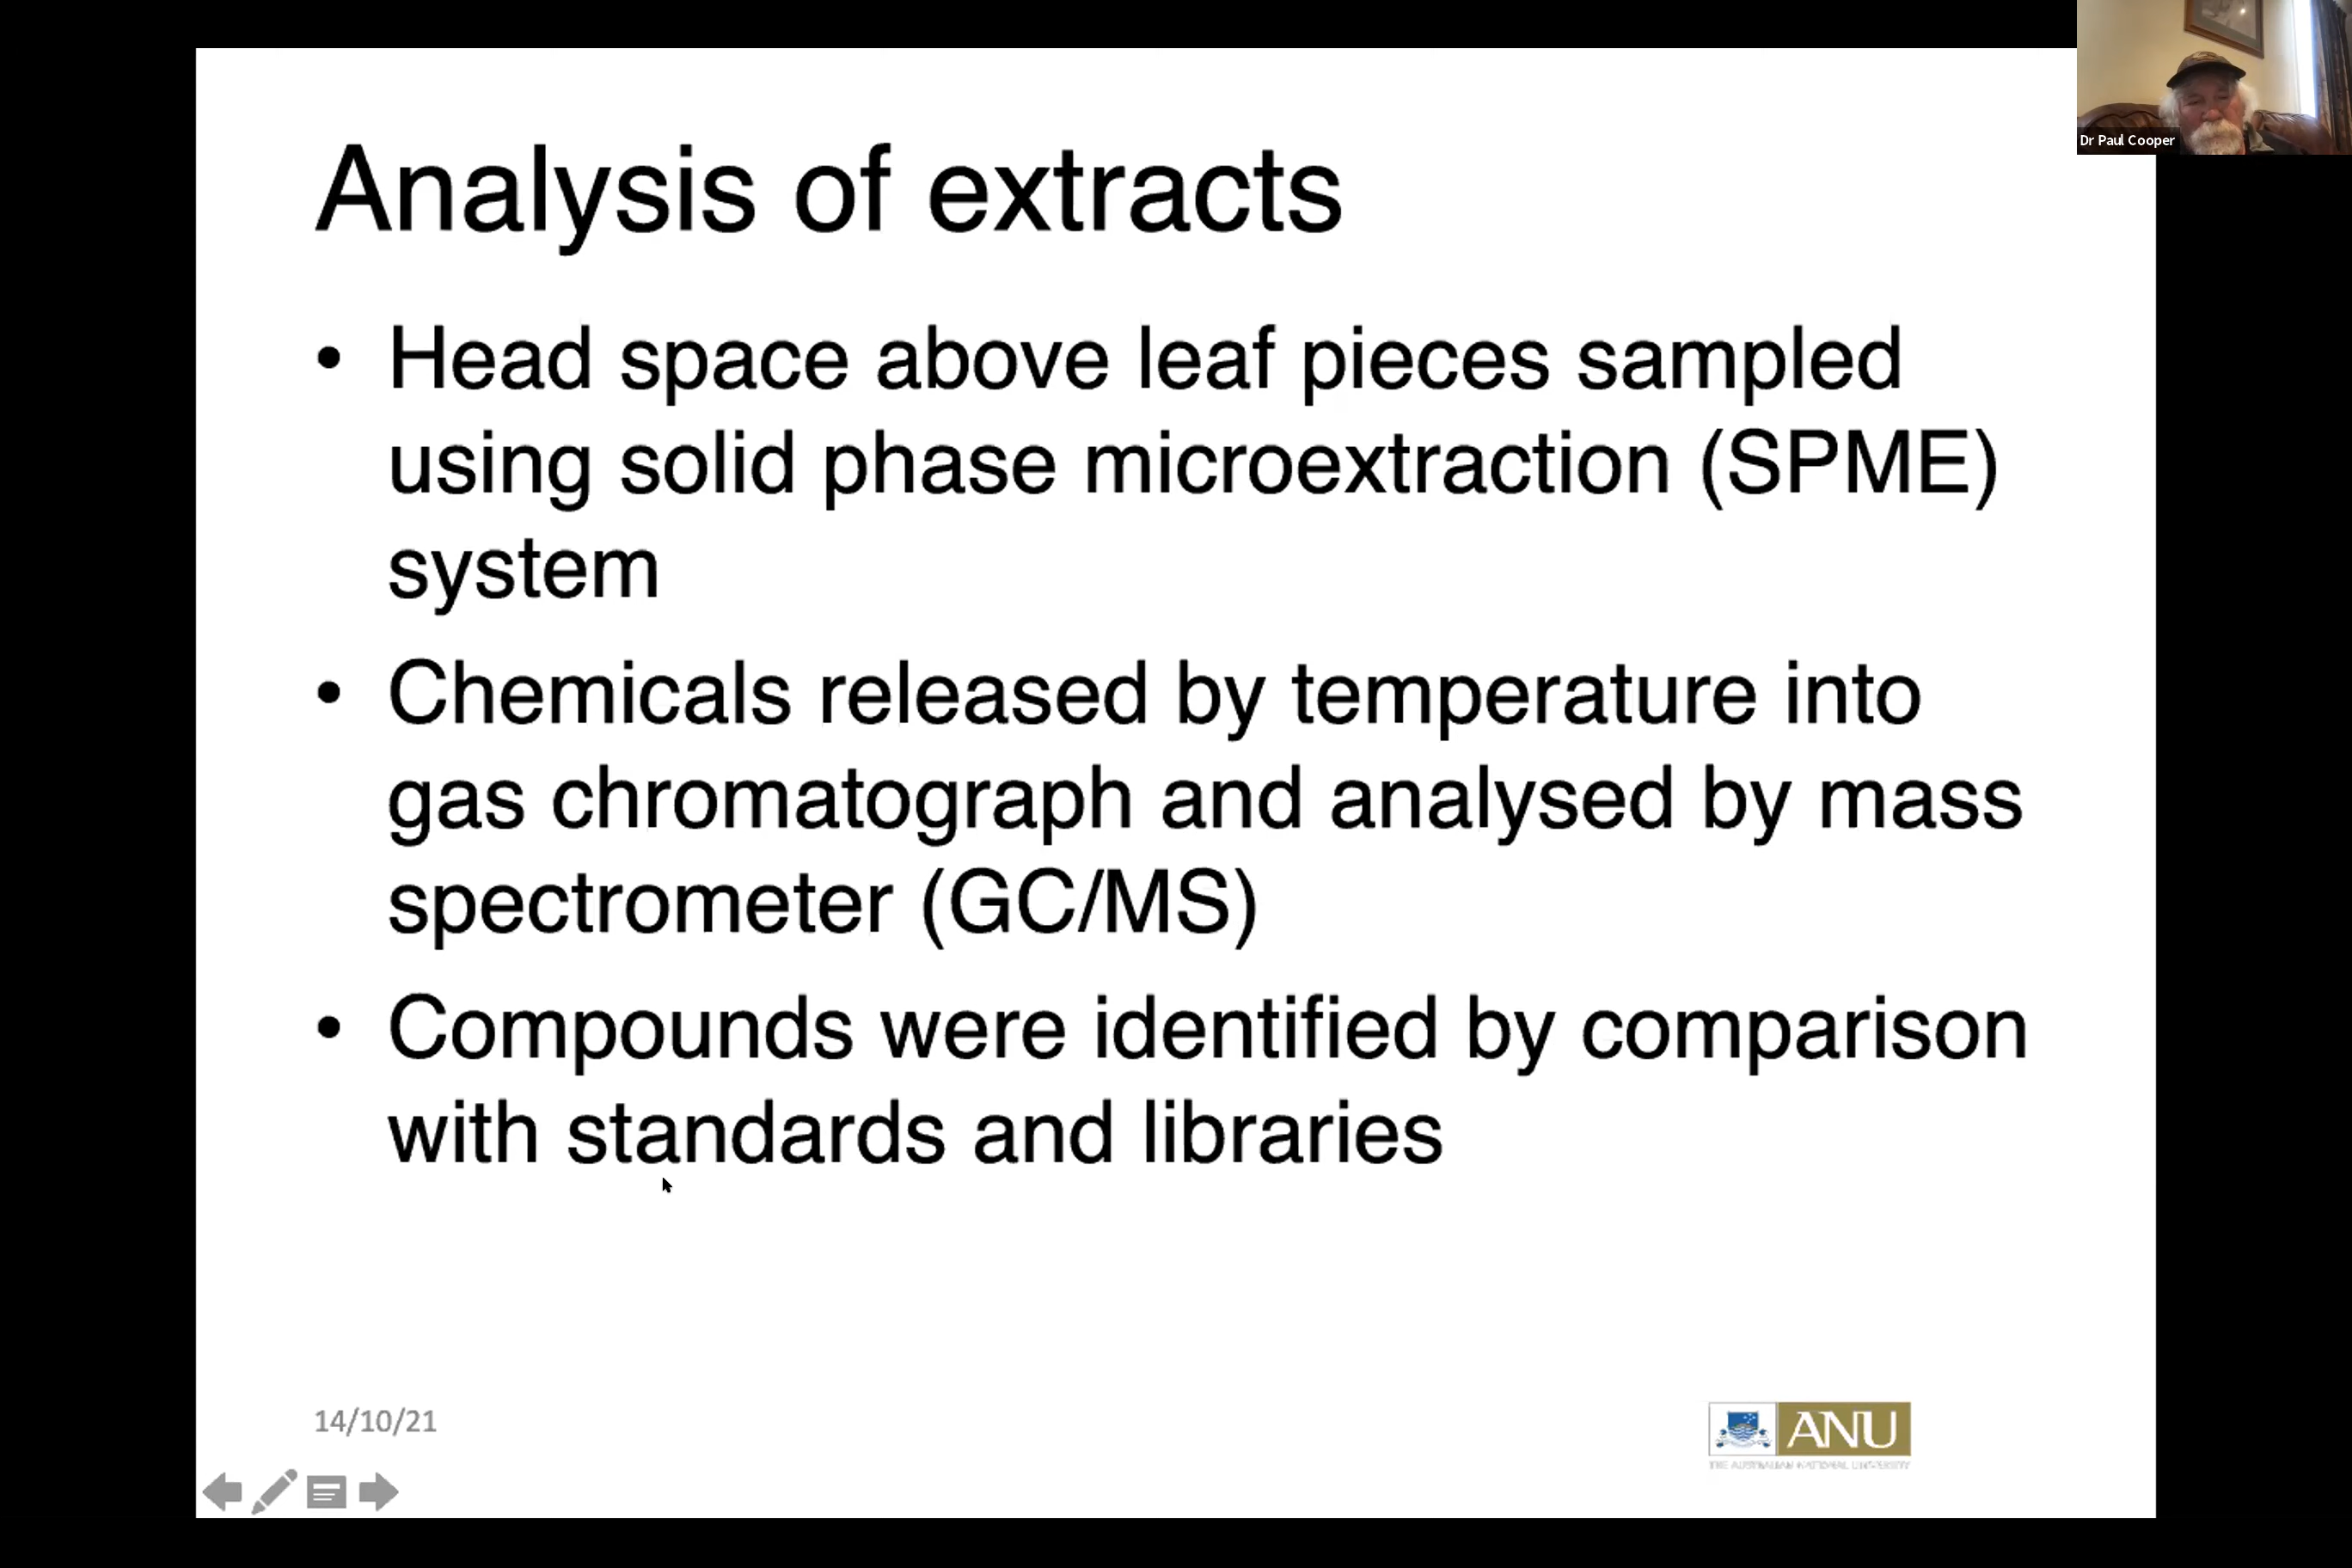 Dr Paul Cooper
Analysis of extracts
• Head space above leaf pieces sampled
using solid phase microextraction (SPME)
system
• Chemicals released by temperature into
gas chromatograph and analysed by mass
spectrometer (GC/MS)
• Compounds were identified by comparison
with standards and libraries
14/10/21
ANU
THE AUSTRALIAN NATIONAL UNIVERSITY